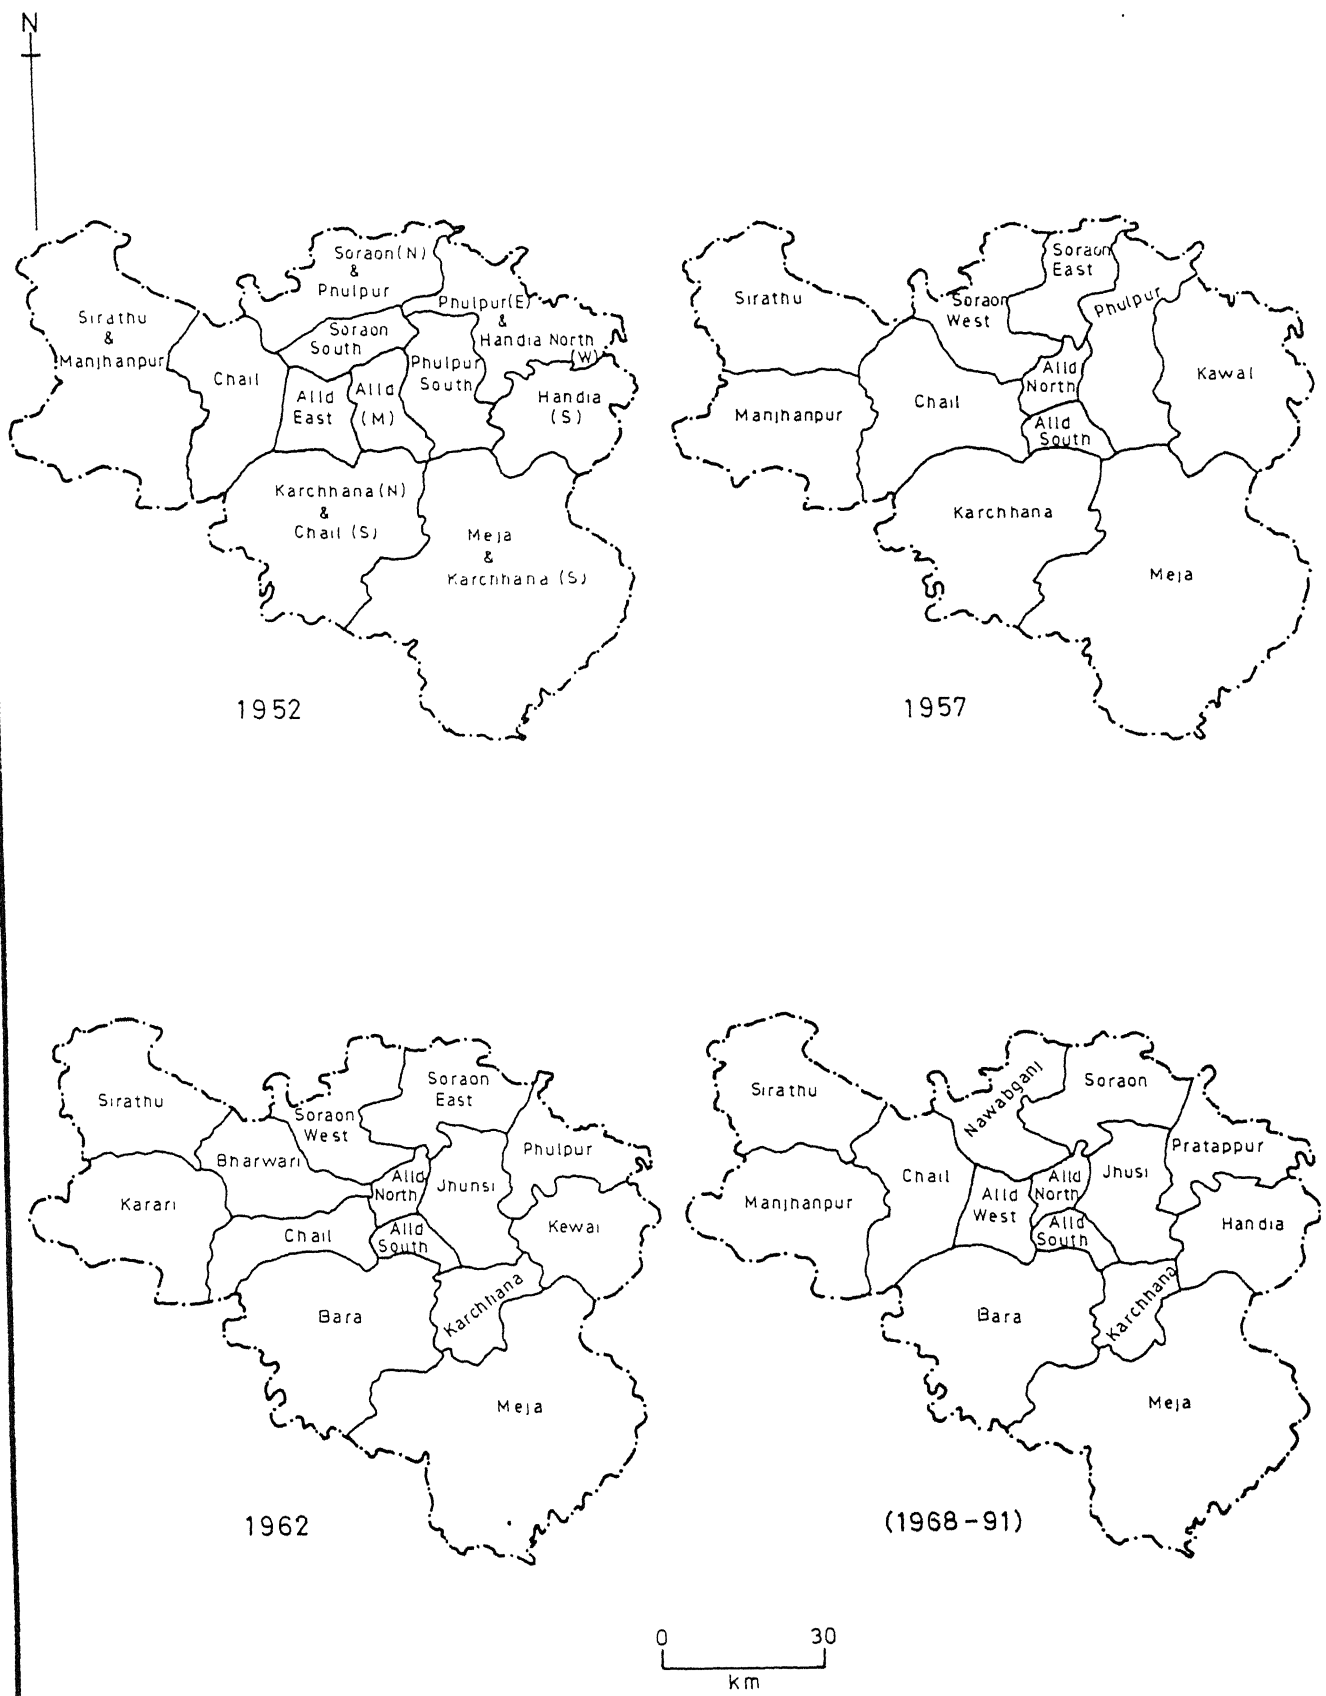 N
Soraon(N)
&
Phulpur
Phulpur(E)
&
Handia North
(W)
Sirathu
&
Manjhanpur
Soraon
South
Phulpur
South
Chail
Alld
East
Alld
(M)
Handia
(S)
Karchhana(N)
&
Chail (S)
Meja
&
Karchhana (S)
1952
Soraon
East
Sirathu
Soraon
West
Phulpur
Alld
North
Kawai
Manjhanpur
Chail
Alld
South
Karchhana
Meja
1957
Sirathu
Soraon
West
Soraon
East
Phulpur
Bharwari
Alld
North
Jhunsi
Karari
Chail
Alld
South
Kewai
Bara
Karchhana
Meja
1962
Sirathu
Nawabganj
Soraon
Pratappur
Chail
Alld
West
Alld
North
Jhusi
Manjhanpur
Alld
South
Handia
Bara
Karchhana
Meja
(1968-91)
0 30
km